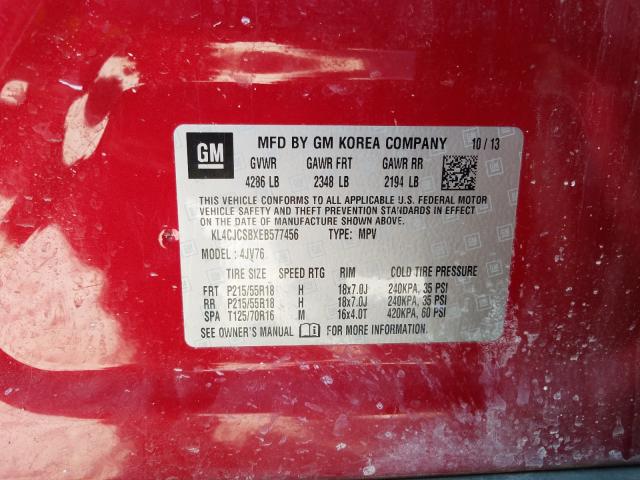 GM MFD BY GM KOREA COMPANY 10 / 13
GVWR GAWR FRT GAWR RR
4286 LB 2348 LB 2194 LB
THIS VEHICLE CONFORMS TO ALL APPLICABLE U.S. FEDERAL MOTOR
VEHICLE SAFETY AND THEFT PREVENTION STANDARDS IN EFFECT ON
THE DATE OF MANUFACTURE SHOWN ABOVE.
KL4CJCSBXEB577456 TYPE: MPV
MODEL : 4JV76
TIRE SIZE SPEED RTG RIM COLD TIRE PRESSURE
FRT P215/55R18 H 18x7.0J 240KPA, 35 PSI
RR P215/55R18 H 18x7.0J 240KPA, 35 PSI
SPA T125/70R16 M 16x4.0T 420KPA, 60 PSI
SEE OWNER'S MANUAL FOR MORE INFORMATION.